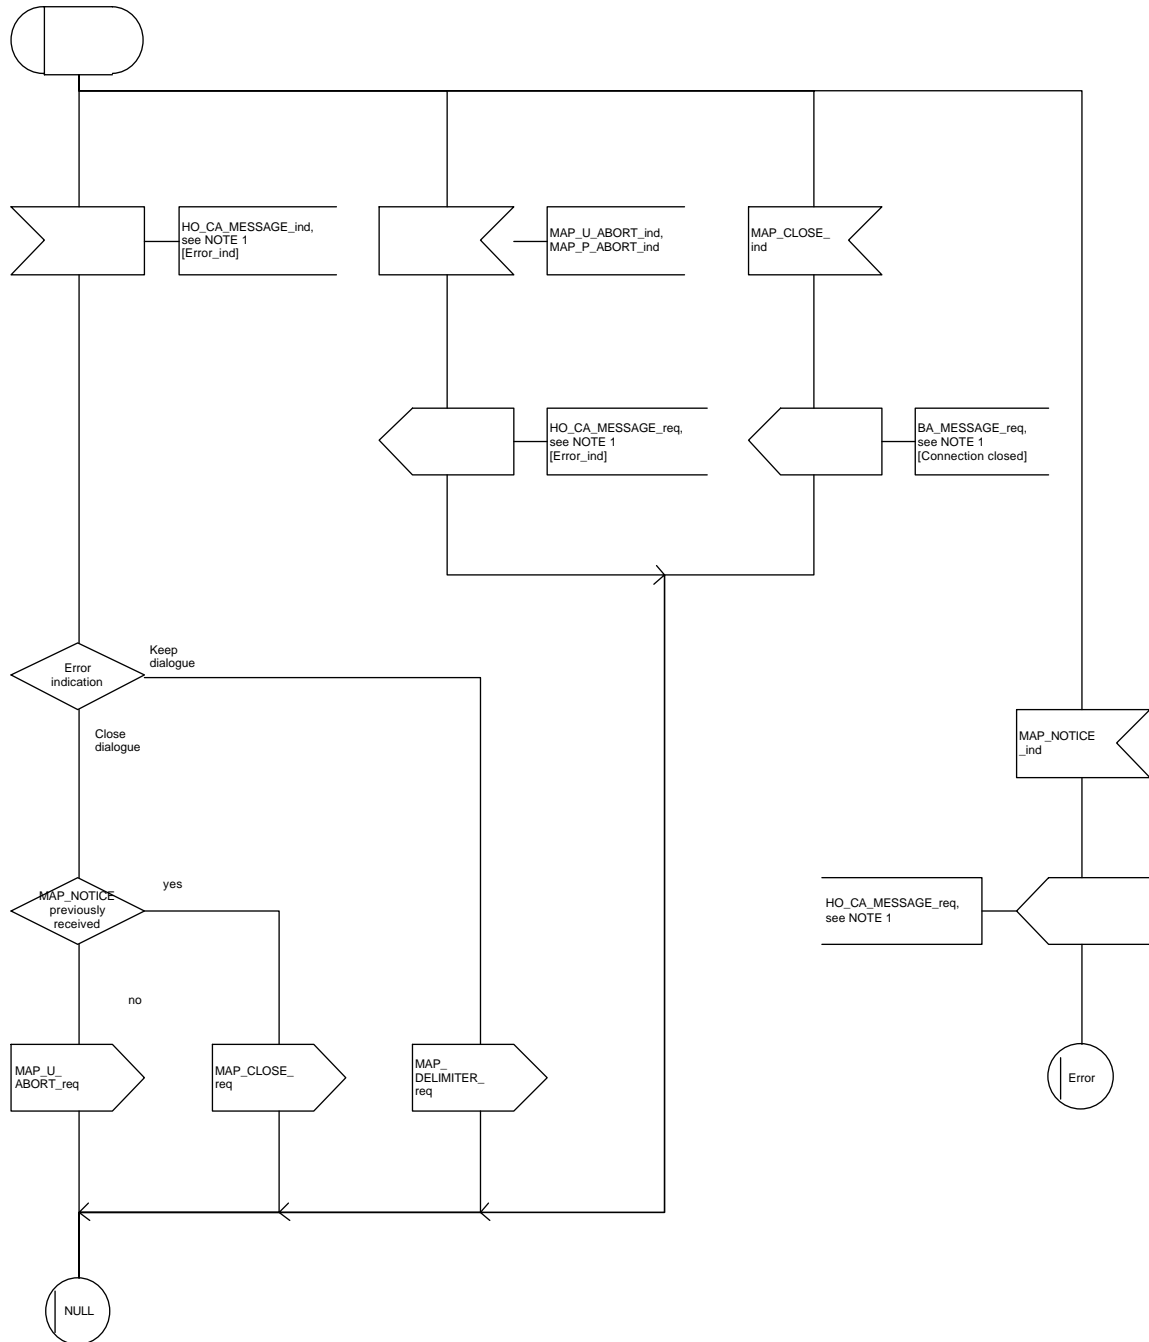 HO_CA_MESSAGE_ind,
see NOTE 1
[Error_ind]
MAP_U_ABORT_ind,
MAP_P_ABORT_ind
MAP_CLOSE_
ind
HO_CA_MESSAGE_req,
see NOTE 1
[Error_ind]
BA_MESSAGE_req,
see NOTE 1
[Connection closed]
Error
indication
Keep
dialogue
Close
dialogue
MAP_NOTICE
_ind
MAP_NOTICE
previously
received
yes
HO_CA_MESSAGE_req,
see NOTE 1
no
MAP_U_
ABORT_req
MAP_CLOSE_
req
MAP_
DELIMITER_
req
Error
NULL